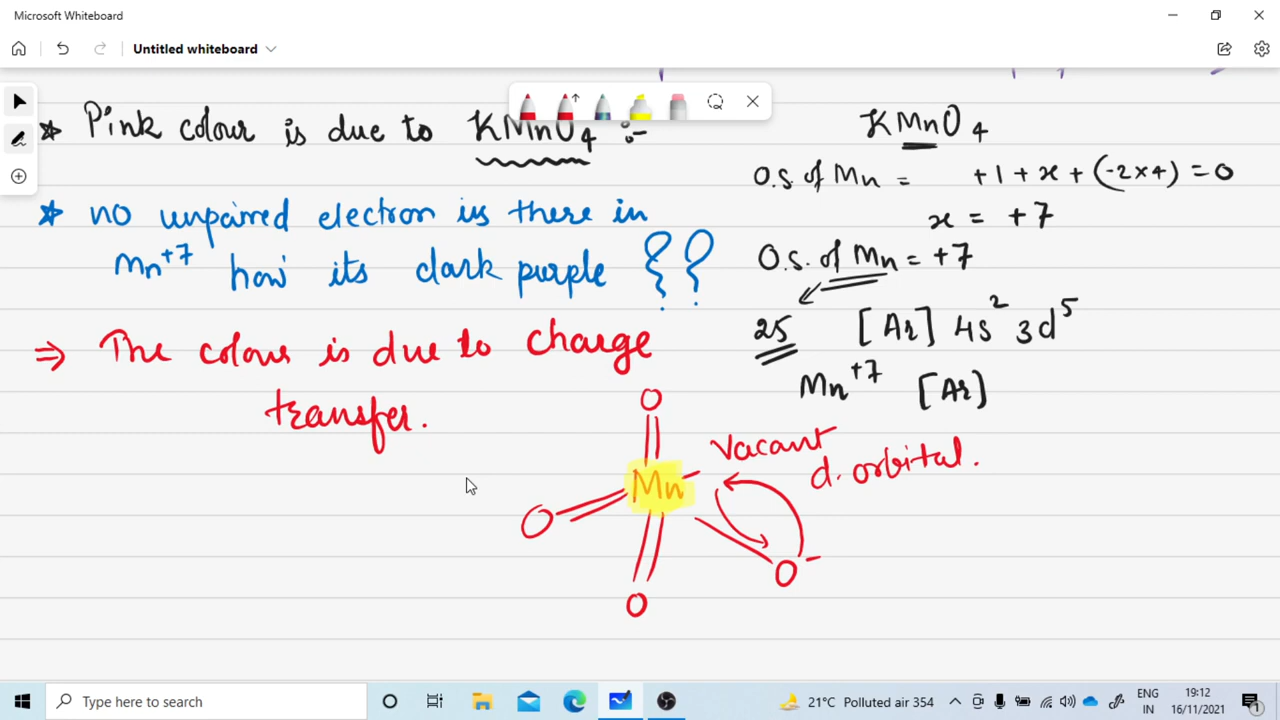 Microsoft Whiteboard
Untitled whiteboard
* Pink colour is due to KMnO4 :-
* no unpaired electron is there in
Mn+7 how its dark purple ??
⇒ The colour is due to charge
transfer.
KMnO4
O.S. of Mn = +1 + x + (-2×4) = 0
x = +7
O.S. of Mn = +7
25 [Ar] 4s2 3d5
Mn+7 [Ar]
O
Vacant
d. orbital.
Mn-
O
O-
O
Type here to search
21°C Polluted air 354
ENG
IN
19:12
16/11/2021
1